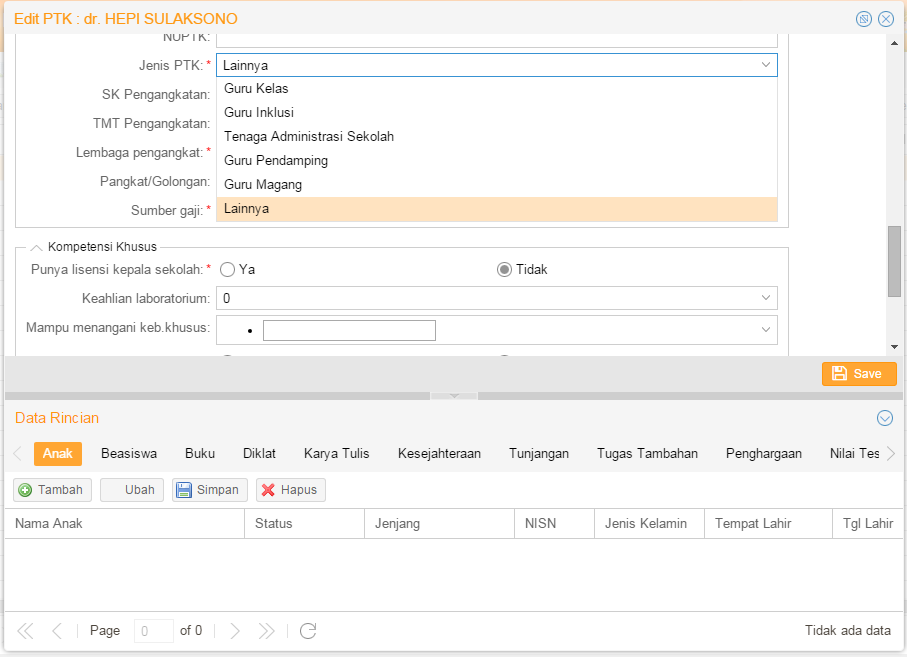 Edit PTK : dr. HEPI SULAKSONO
NUPTK:
Jenis PTK: * Lainnya
Guru Kelas
SK Pengangkatan:
Guru Inklusi
TMT Pengangkatan:
Tenaga Administrasi Sekolah
Lembaga pengangkat: *
Guru Pendamping
Pangkat/Golongan:
Guru Magang
Sumber gaji: *
Lainnya
Kompetensi Khusus
Punya lisensi kepala sekolah: * Ya Tidak
Keahlian laboratorium: 0
Mampu menangani keb.khusus: •
Save
Data Rincian
Anak Beasiswa Buku Diklat Karya Tulis Kesejahteraan Tunjangan Tugas Tambahan Penghargaan Nilai Tes
Tambah Ubah Simpan Hapus
Nama Anak Status Jenjang NISN Jenis Kelamin Tempat Lahir Tgl Lahir
Page 0 of 0 Tidak ada data